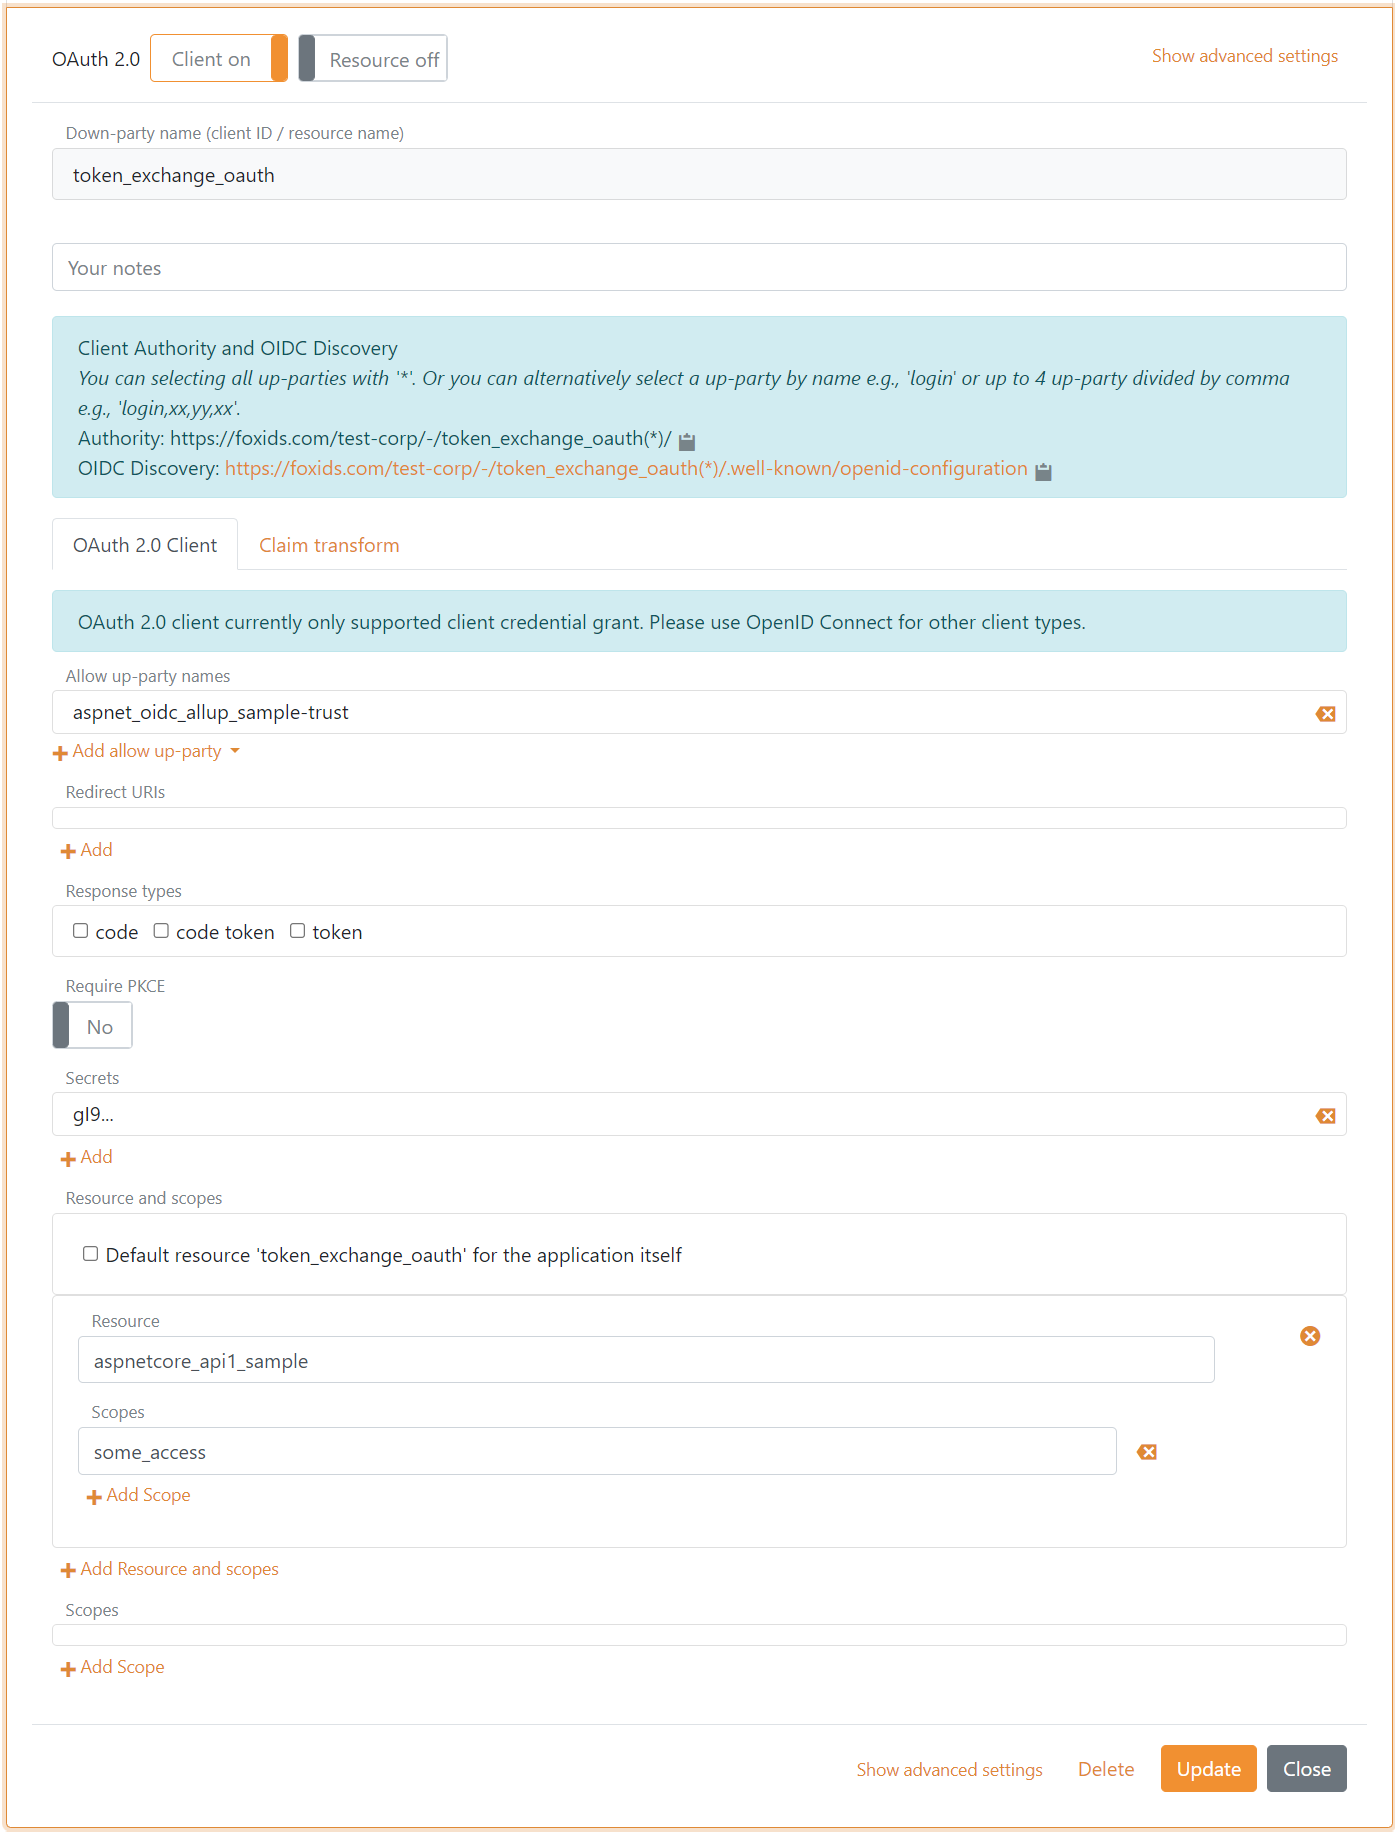 OAuth 2.0
Client on
Resource off
Show advanced settings
Down-party name (client ID / resource name)
token_exchange_oauth
Your notes
Client Authority and OIDC Discovery
You can selecting all up-parties with '*'. Or you can alternatively select a up-party by name e.g., 'login' or up to 4 up-party divided by comma
e.g., 'login,xx,yy,xx'.
Authority: https://foxids.com/test-corp/-/token_exchange_oauth(*)/
OIDC Discovery: https://foxids.com/test-corp/-/token_exchange_oauth(*)/.well-known/openid-configuration
OAuth 2.0 Client
Claim transform
OAuth 2.0 client currently only supported client credential grant. Please use OpenID Connect for other client types.
Allow up-party names
aspnet_oidc_allup_sample-trust
Add allow up-party
Redirect URIs
Add
Response types
code code token token
Require PKCE
No
Secrets
gI9...
Add
Resource and scopes
Default resource 'token_exchange_oauth' for the application itself
Resource
aspnetcore_api1_sample
Scopes
some_access
Add Scope
Add Resource and scopes
Scopes
Add Scope
Show advanced settings
Delete
Update
Close